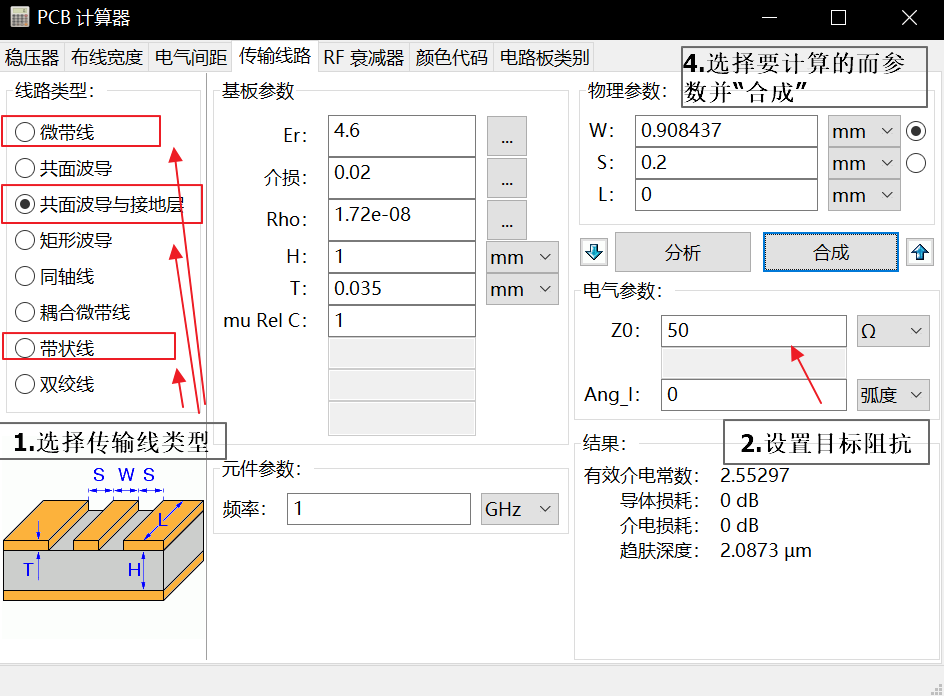 PCB 计算器
稳压器 布线宽度 电气间距 传输线路 RF 衰减器 颜色代码 电路板类别
4.选择要计算的而参
数并“合成”
线路类型:
微带线
共面波导
共面波导与接地层
矩形波导
同轴线
耦合微带线
带状线
双绞线
1.选择传输线类型
S W S
L
T
H
基板参数
Er: 4.6 ...
介损: 0.02 ...
Rho: 1.72e-08 ...
H: 1 mm
T: 0.035 mm
mu Rel C: 1
元件参数:
频率: 1 GHz
物理参数:
W: 0.908437 mm
S: 0.2 mm
L: 0 mm
分析 合成
电气参数:
Z0: 50 Ω
Ang_l: 0 弧度
2.设置目标阻抗
结果:
有效介电常数: 2.55297
导体损耗: 0 dB
介电损耗: 0 dB
趋肤深度: 2.0873 µm